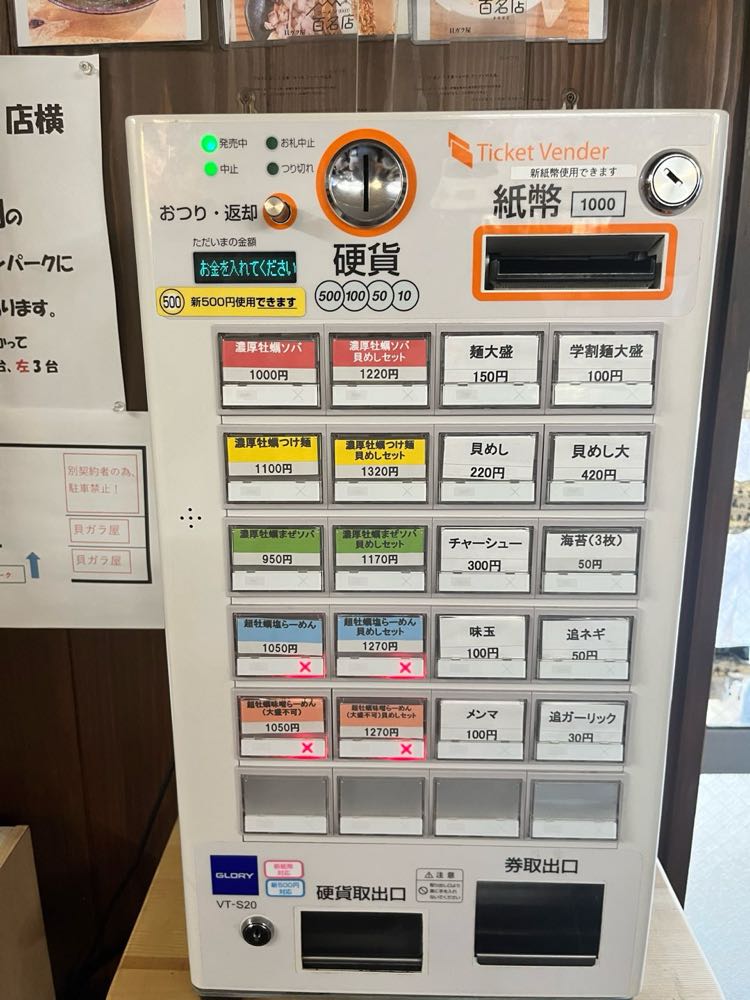 百名店
貝ガラ屋
百名店
貝ガラ屋
店横
の
パークに
ります。
かって
台、左３台
別契約者の為、
駐車禁止！
貝ガラ屋
貝ガラ屋
発売中
お札中止
中止
つり切れ
おつり・返却
ただいまの金額
お金を入れてください
500 新500円使用できます
硬貨
500 100 50 10
Ticket Vender
新紙幣使用できます
紙幣 1000
濃厚牡蠣ソバ
1000円
濃厚牡蠣ソバ
貝めしセット
1220円
麺大盛
150円
学割麺大盛
100円
濃厚牡蠣つけ麺
1100円
濃厚牡蠣つけ麺
貝めしセット
1320円
貝めし
220円
貝めし大
420円
濃厚牡蠣まぜソバ
950円
濃厚牡蠣まぜソバ
貝めしセット
1170円
チャーシュー
300円
海苔(3枚)
50円
超牡蠣塩らーめん
1050円
超牡蠣塩らーめん
貝めしセット
1270円
味玉
100円
追ネギ
50円
超牡蠣味噌らーめん
(大盛不可)
1050円
超牡蠣味噌らーめん
(大盛不可)貝めしセット
1270円
メンマ
100円
追ガーリック
30円
GLORY
新紙幣
対応
新500円
対応
VT-S20
硬貨取出口
注意
券取出口